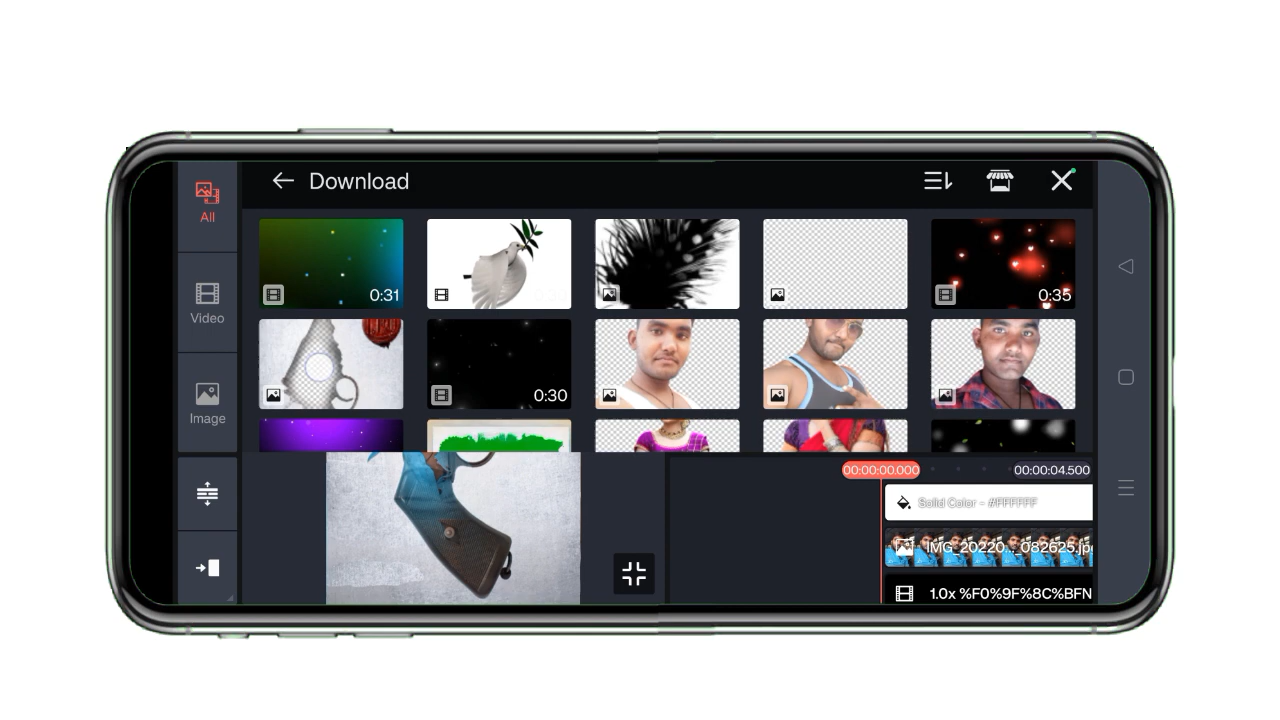 All
Download
0:31
0:35
Video
0:30
Image
00:00:00.000
00:00:04.500
Solid Color - #FFFFFF
IMG_20220..._082625.jp
1.0x %F0%9F%8C%BFN